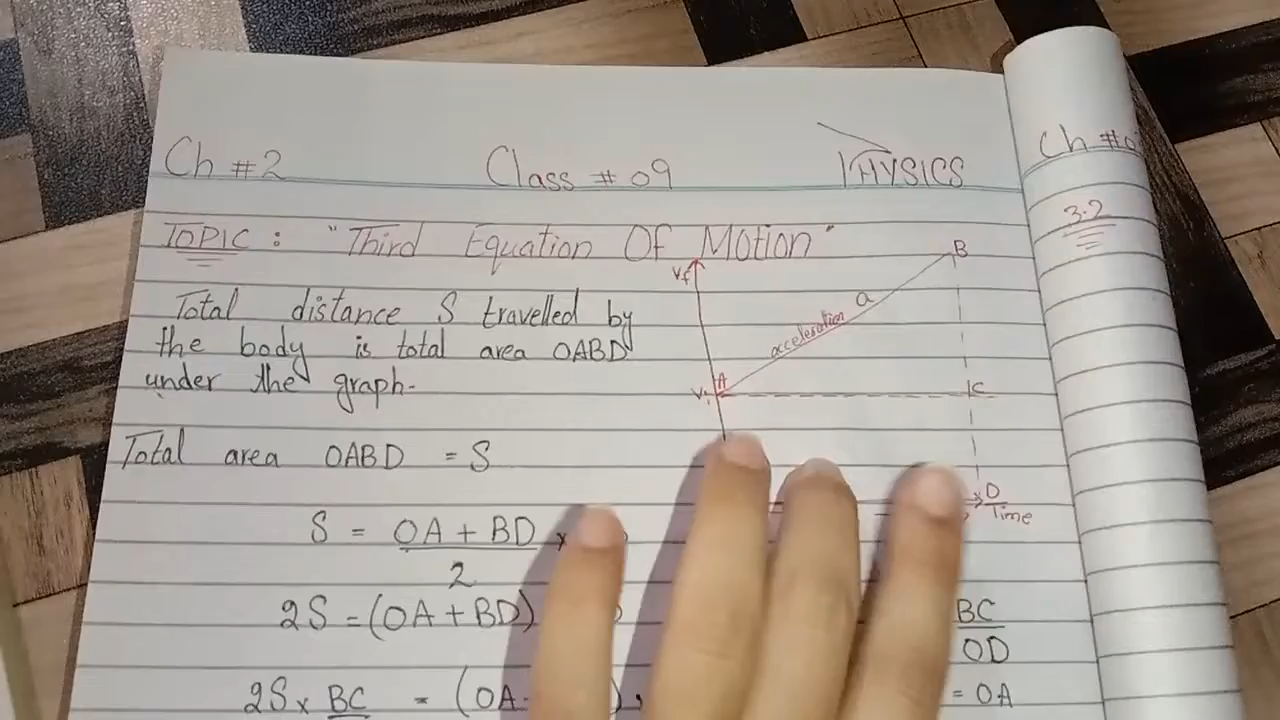 Ch #2 Class # 09 PHYSICS
TOPIC : "Third Equation Of Motion"
Total distance S travelled by
the body is total area OABD
under the graph.
Total area OABD = S
S = OA + BD ×
2
2S = (OA + BD)
2S × BC = (OA
Vf
B
a
acceleration
A
Vi
C
D
Time
BC
OD
= OA
Ch #
3.2